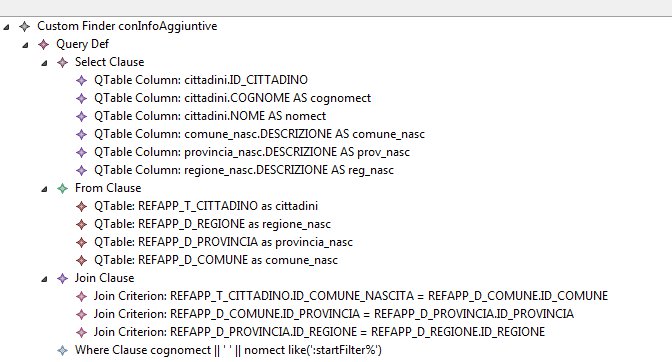 Custom Finder conInfoAggiuntive
Query Def
Select Clause
QTable Column: cittadini.ID_CITTADINO
QTable Column: cittadini.COGNOME AS cognomect
QTable Column: cittadini.NOME AS nomect
QTable Column: comune_nasc.DESCRIZIONE AS comune_nasc
QTable Column: provincia_nasc.DESCRIZIONE AS prov_nasc
QTable Column: regione_nasc.DESCRIZIONE AS reg_nasc
From Clause
QTable: REFAPP_T_CITTADINO as cittadini
QTable: REFAPP_D_REGIONE as regione_nasc
QTable: REFAPP_D_PROVINCIA as provincia_nasc
QTable: REFAPP_D_COMUNE as comune_nasc
Join Clause
Join Criterion: REFAPP_T_CITTADINO.ID_COMUNE_NASCITA = REFAPP_D_COMUNE.ID_COMUNE
Join Criterion: REFAPP_D_COMUNE.ID_PROVINCIA = REFAPP_D_PROVINCIA.ID_PROVINCIA
Join Criterion: REFAPP_D_PROVINCIA.ID_REGIONE = REFAPP_D_REGIONE.ID_REGIONE
Where Clause cognomect || ' ' || nomect like(':startFilter%')